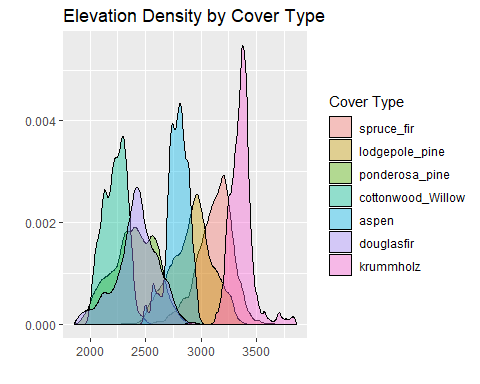 Elevation Density by Cover Type
0.004
0.002
0.000
2000
2500
3000
3500
Cover Type
spruce_fir
lodgepole_pine
ponderosa_pine
cottonwood_Willow
aspen
douglasfir
krummholz